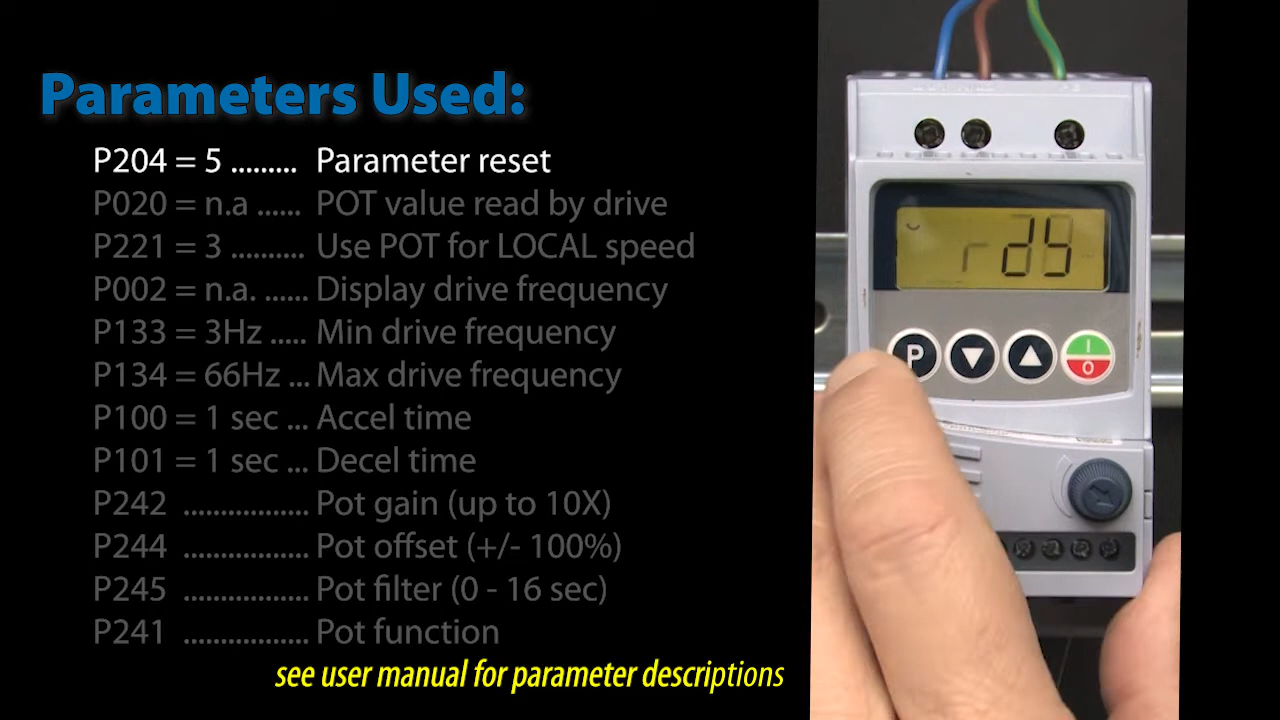 Parameters Used:
P204 = 5 ......... Parameter reset
P020 = n.a ...... POT value read by drive
P221 = 3 .......... Use POT for LOCAL speed
P002 = n.a. ...... Display drive frequency
P133 = 3Hz ..... Min drive frequency
P134 = 66Hz ... Max drive frequency
P100 = 1 sec ... Accel time
P101 = 1 sec ... Decel time
P242 ................. Pot gain (up to 10X)
P244 ................. Pot offset (+/- 100%)
P245 ................. Pot filter (0 - 16 sec)
P241 ................. Pot function
see user manual for parameter descriptions
P
I
O